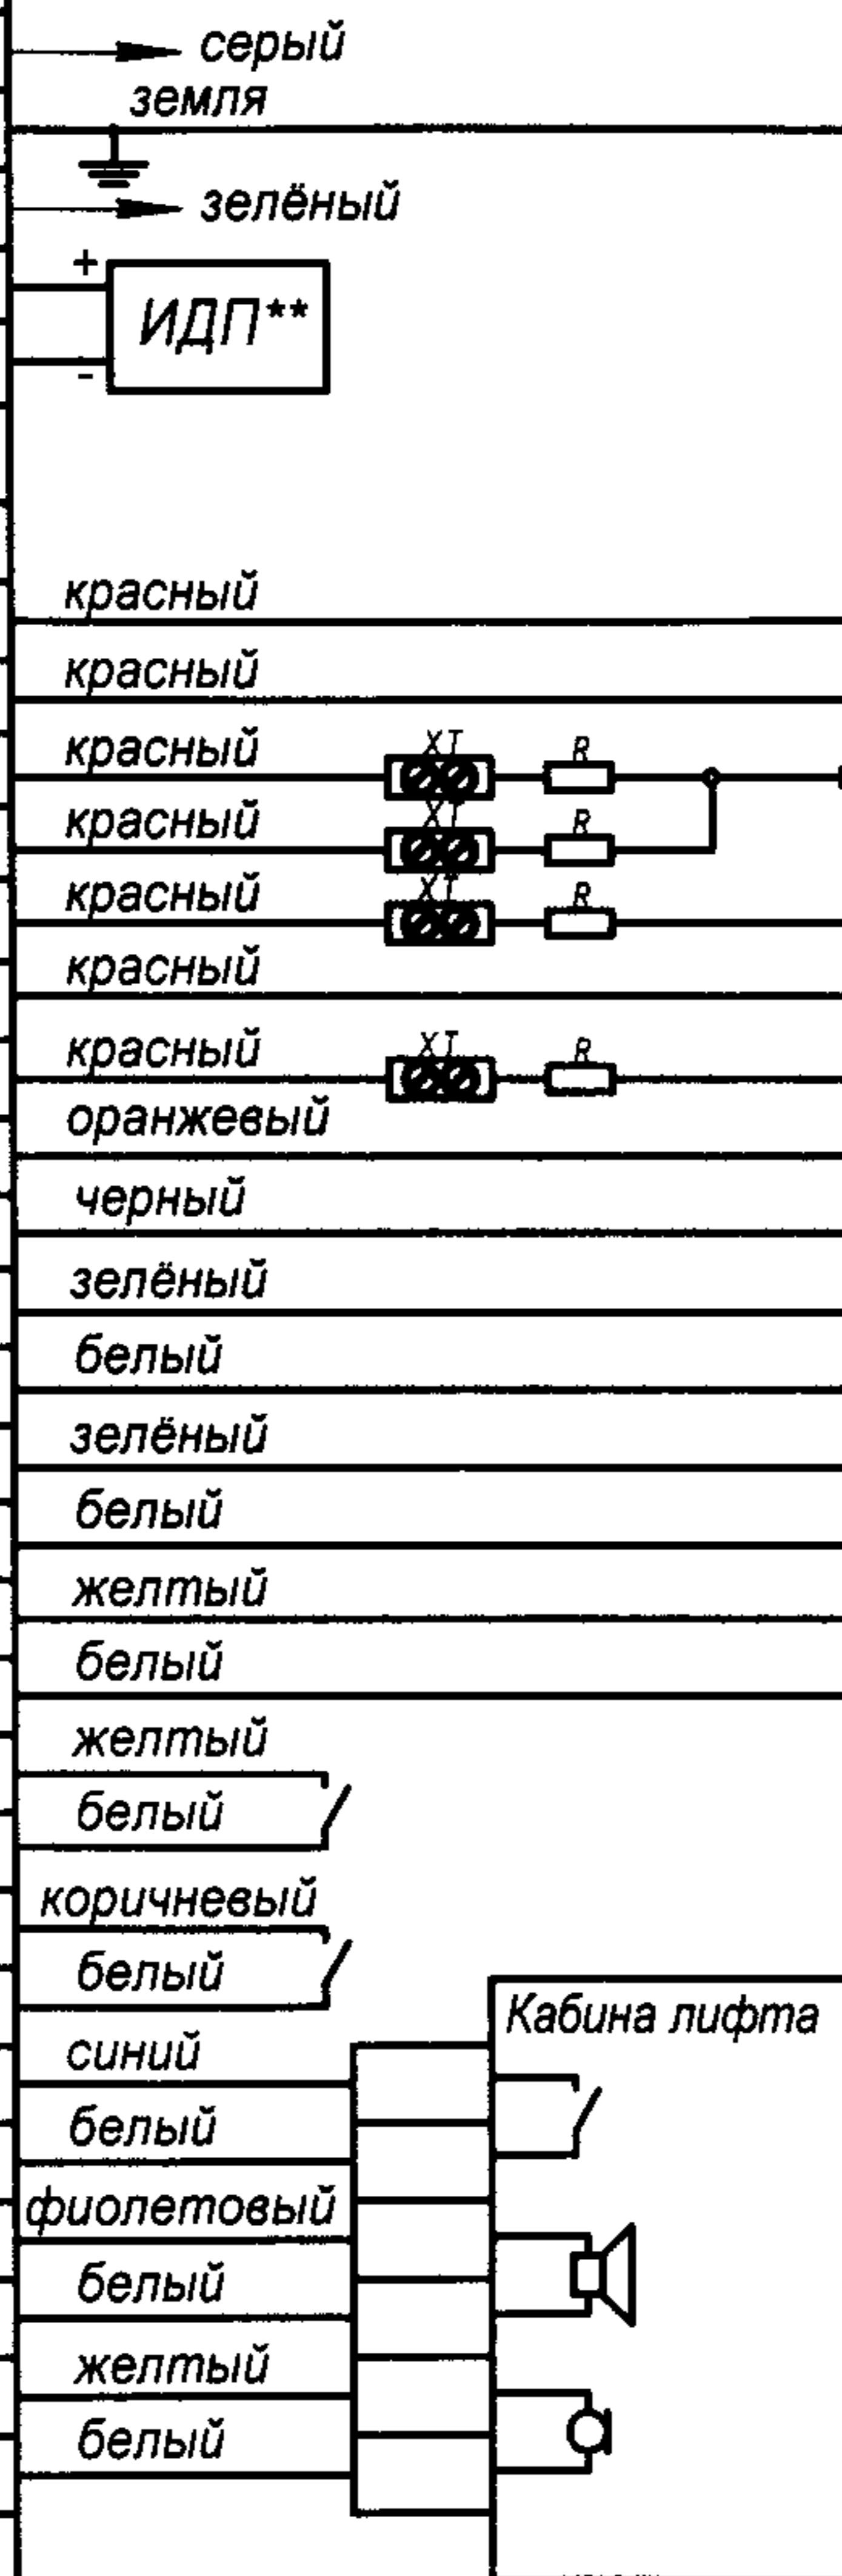 серый
земля
зелёный
+
ИДП**
-
красный
красный
красный XT R
красный XT R
красный XT R
красный
красный XT R
оранжевый
черный
зелёный
белый
зелёный
белый
желтый
белый
желтый
белый
коричневый
белый
Кабина лифта
синий
белый
фиолетовый
белый
желтый
белый